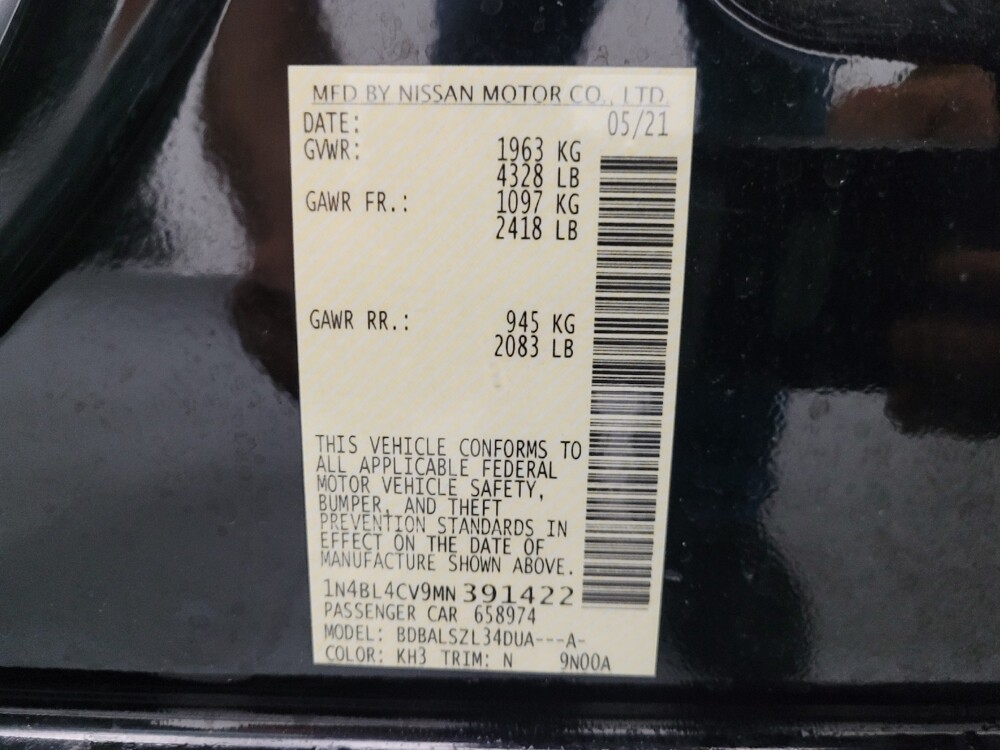 MFD BY NISSAN MOTOR CO., LTD.
DATE: 05/21
GVWR: 1963 KG
4328 LB
GAWR FR.: 1097 KG
2418 LB
GAWR RR.: 945 KG
2083 LB
THIS VEHICLE CONFORMS TO
ALL APPLICABLE FEDERAL
MOTOR VEHICLE SAFETY,
BUMPER, AND THEFT
PREVENTION STANDARDS IN
EFFECT ON THE DATE OF
MANUFACTURE SHOWN ABOVE.
1N4BL4CV9MN 391422
PASSENGER CAR 658974
MODEL: BDBALSZL34DUA---A-
COLOR: KH3 TRIM: N 9N00A